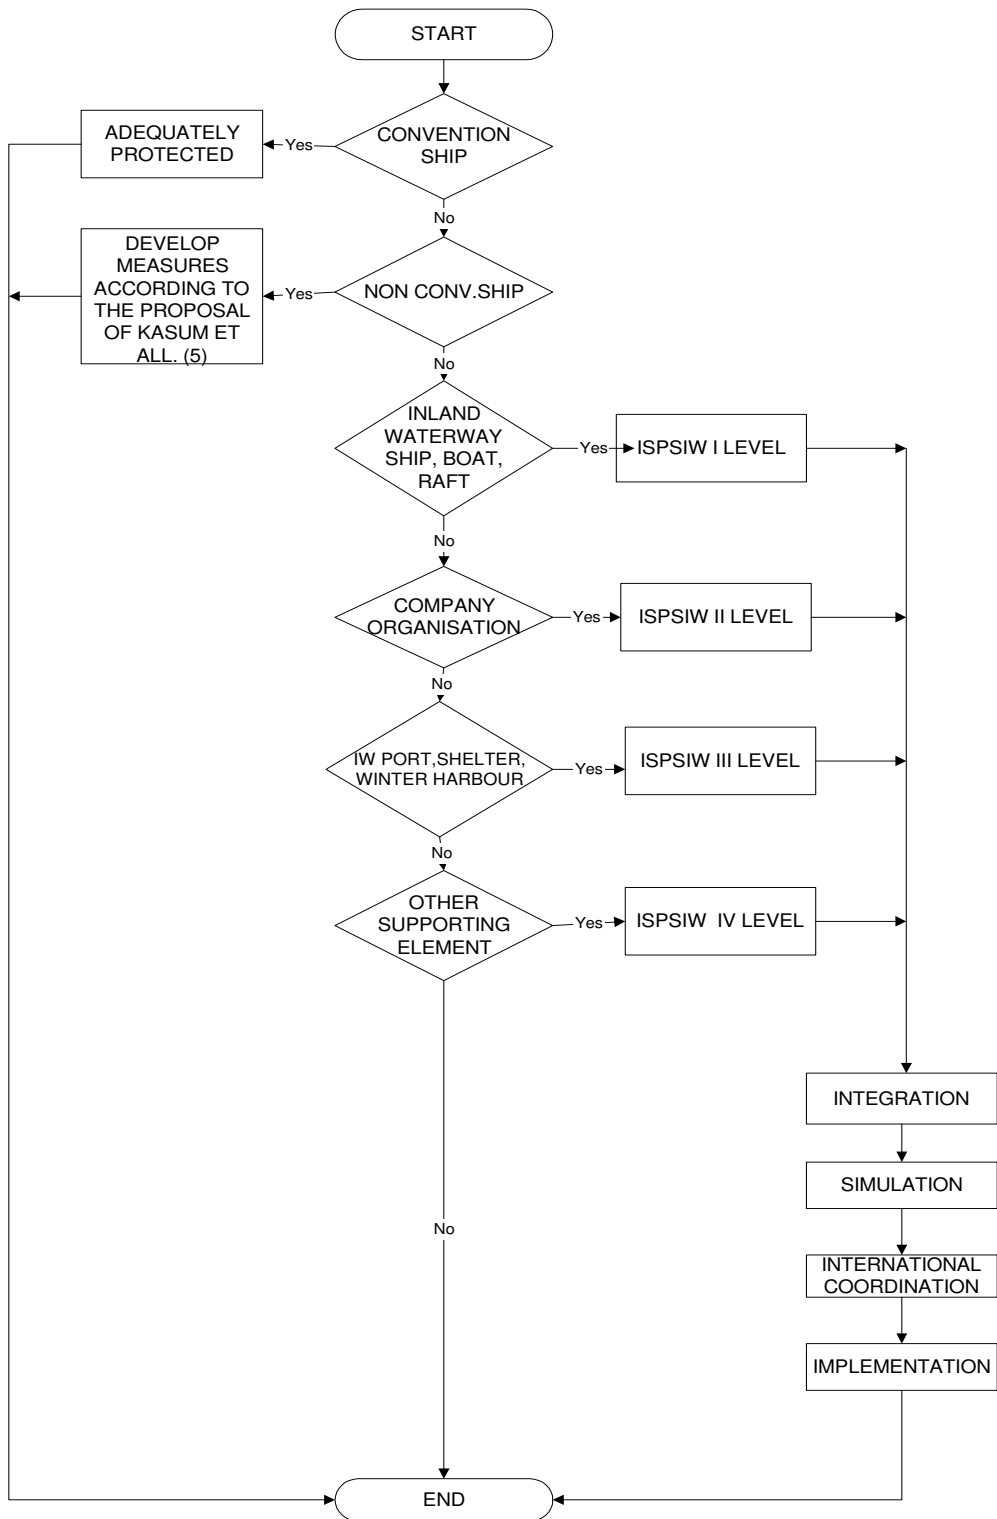 START
CONVENTION
SHIP
Yes
ADEQUATELY
PROTECTED
No
NON CONV.SHIP
Yes
DEVELOP
MEASURES
ACCORDING TO
THE PROPOSAL
OF KASUM ET
ALL. (5)
No
INLAND
WATERWAY
SHIP, BOAT,
RAFT
Yes
ISPSIW I LEVEL
No
COMPANY
ORGANISATION
Yes
ISPSIW II LEVEL
No
IW PORT,SHELTER,
WINTER HARBOUR
Yes
ISPSIW III LEVEL
No
OTHER
SUPPORTING
ELEMENT
Yes
ISPSIW IV LEVEL
No
INTEGRATION
SIMULATION
INTERNATIONAL
COORDINATION
IMPLEMENTATION
END